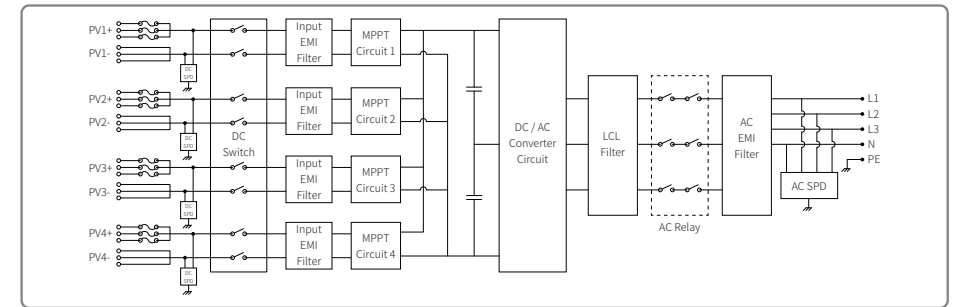 PV1+
PV1-
DC
SPD
Input
EMI
Filter
MPPT
Circuit 1
PV2+
PV2-
DC
SPD
Input
EMI
Filter
MPPT
Circuit 2
PV3+
PV3-
DC
SPD
Input
EMI
Filter
MPPT
Circuit 3
PV4+
PV4-
DC
SPD
Input
EMI
Filter
MPPT
Circuit 4
DC
Switch
DC / AC
Converter
Circuit
LCL
Filter
AC Relay
AC
EMI
Filter
L1
L2
L3
N
PE
AC SPD